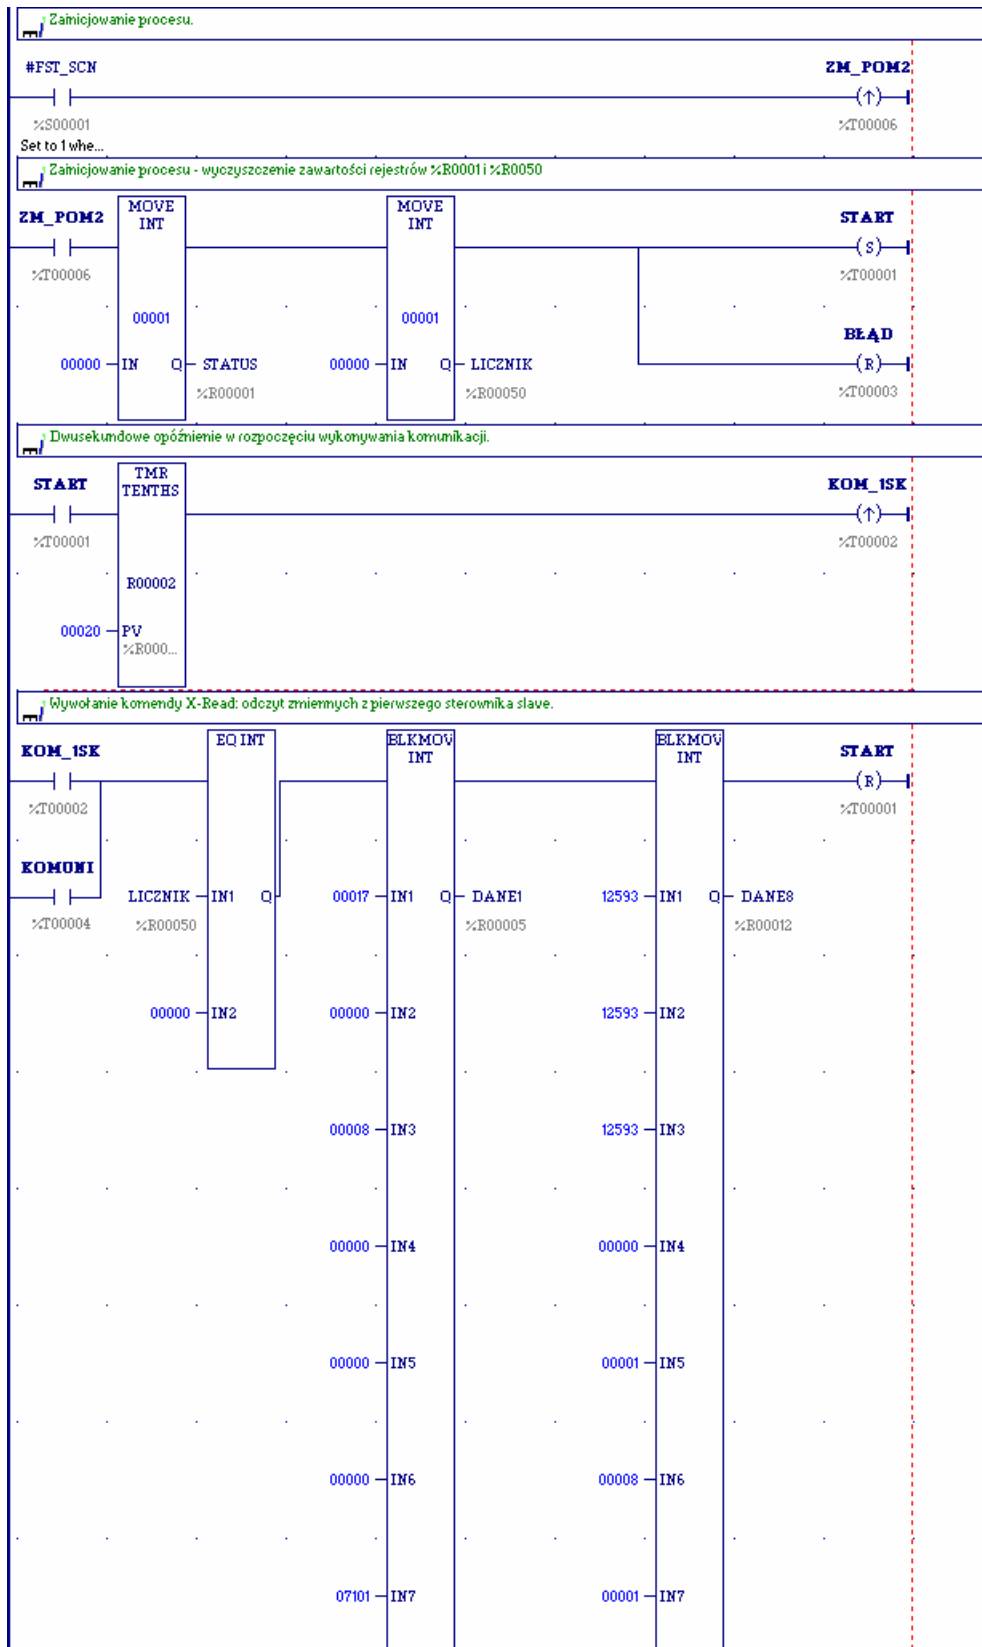 Zainicjowanie procesu.
#FST_SCN ZM_POM2
%S00001 %T00006
Set to 1 whe...
Zainicjowanie procesu - wyczyszczenie zawartości rejestrów %R0001 i %R0050
ZM_POM2 MOVE INT MOVE INT START
(S)
%T00006 %T00001
00001 00001 BŁĄD
00000 IN Q STATUS 00000 IN Q LICZNIK (R)
%R00001 %R00050 %T00003
Dwusekundowe opóźnienie w rozpoczęciu wykonywania komunikacji.
START TMR TENTHS KOM_1SK
%T00001 %T00002
R00002
00020 PV
%R000...
Wywołanie komendy X-Read: odczyt zmiennych z pierwszego sterownika slave.
KOM_1SK EQ INT BLKMOV INT BLKMOV INT START
(R)
%T00002 %T00001
KOMUNI
LICZNIK IN1 Q 00017 IN1 Q DANE1 12593 IN1 Q DANE8
%T00004 %R00050 %R00005 %R00012
00000 IN2 00000 IN2 12593 IN2
00008 IN3 12593 IN3
00000 IN4 00000 IN4
00000 IN5 00001 IN5
00000 IN6 00008 IN6
07101 IN7 00001 IN7